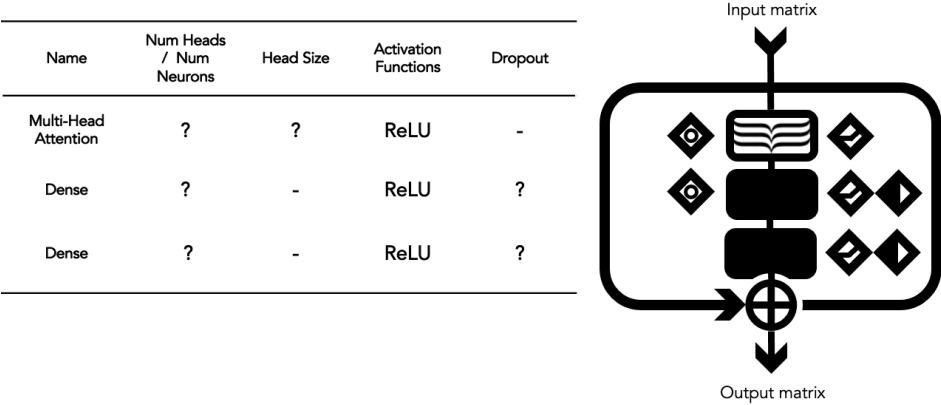 Input matrix
Num Heads
/ Num
Neurons
Name
Head Size
Activation
Functions
Dropout
Multi-Head
Attention
? ? ReLU -
Dense ? - ReLU ?
Dense ? - ReLU ?
Output matrix